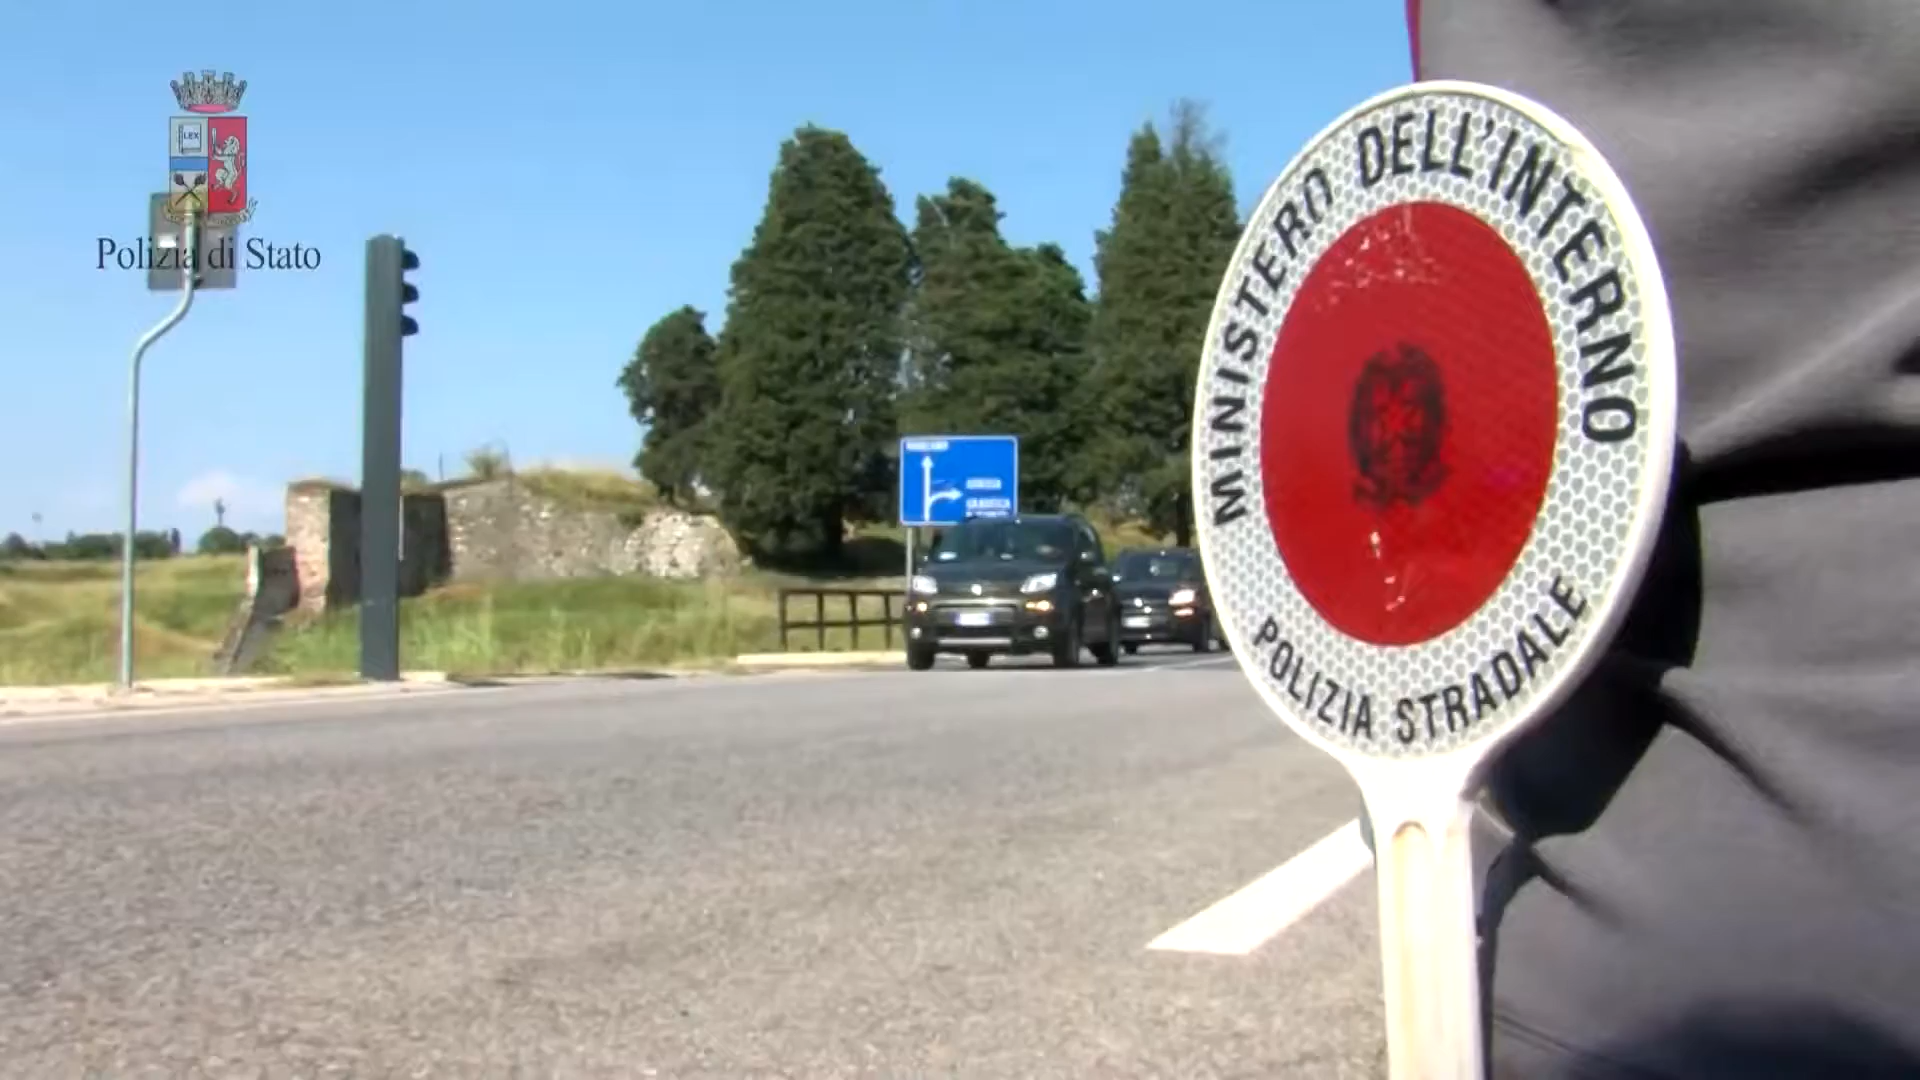 LEX
Polizia di Stato
MINISTERO DELL'INTERNO
POLIZIA STRADALE